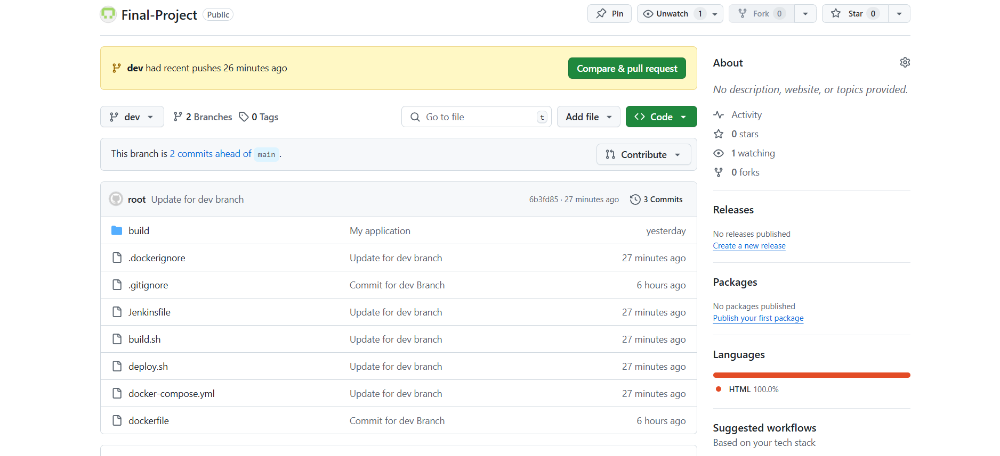 Final-Project Public Pin Unwatch 1 Fork 0 Star 0
dev had recent pushes 26 minutes ago Compare & pull request
dev 2 Branches 0 Tags Go to file t Add file Code
This branch is 2 commits ahead of main .
Contribute
root Update for dev branch 6b3fd85 · 27 minutes ago 3 Commits
build My application yesterday
.dockerignore Update for dev branch 27 minutes ago
.gitignore Commit for dev Branch 6 hours ago
Jenkinsfile Update for dev branch 27 minutes ago
build.sh Update for dev branch 27 minutes ago
deploy.sh Update for dev branch 27 minutes ago
docker-compose.yml Update for dev branch 27 minutes ago
dockerfile Commit for dev Branch 6 hours ago
About
No description, website, or topics provided.
Activity
0 stars
1 watching
0 forks
Releases
No releases published
Create a new release
Packages
No packages published
Publish your first package
Languages
HTML 100.0%
Suggested workflows
Based on your tech stack